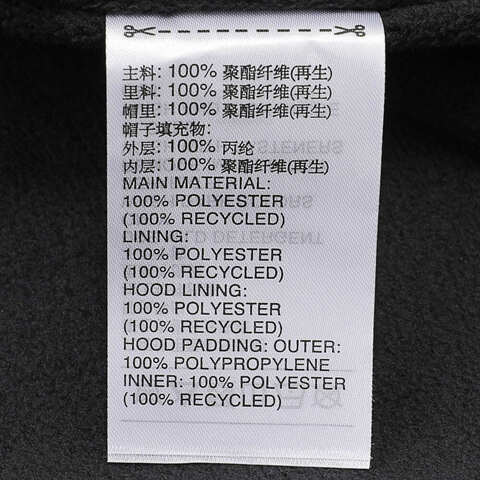 主料: 100% 聚酯纤维(再生)
里料: 100% 聚酯纤维(再生)
帽里: 100% 聚酯纤维(再生)
帽子填充物:
外层: 100% 丙纶
内层: 100% 聚酯纤维(再生)
MAIN MATERIAL:
100% POLYESTER
(100% RECYCLED)
LINING:
100% POLYESTER
(100% RECYCLED)
HOOD LINING:
100% POLYESTER
(100% RECYCLED)
HOOD PADDING: OUTER:
100% POLYPROPYLENE
INNER: 100% POLYESTER
(100% RECYCLED)